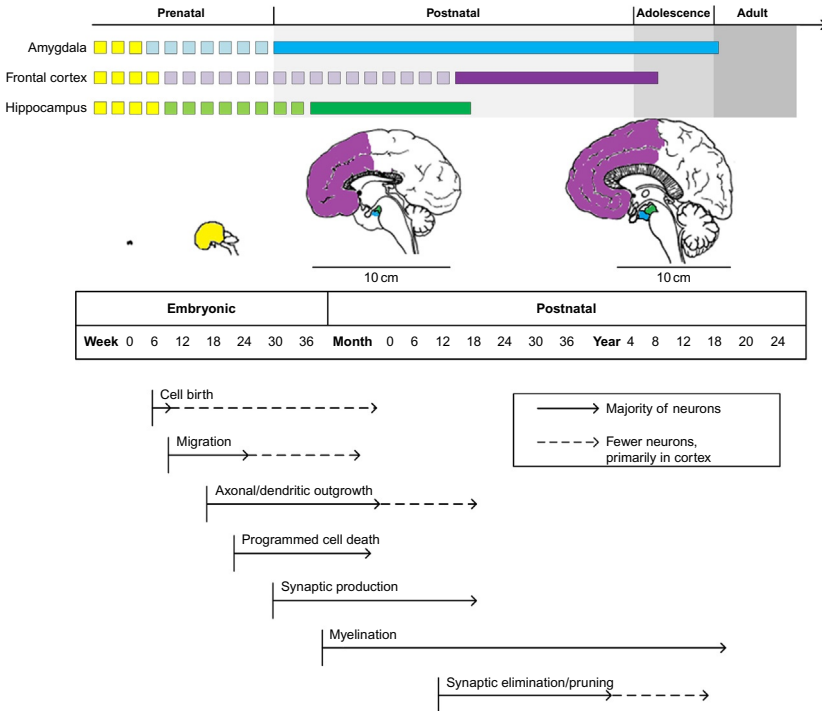 Prenatal Postnatal Adolescence Adult
Amygdala
Frontal cortex
Hippocampus
10 cm 10 cm
Embryonic Postnatal
Week 0 6 12 18 24 30 36 Month 0 6 12 18 24 30 36 Year 4 8 12 18 20 24
Cell birth
Majority of neurons
Migration
Fewer neurons,
primarily in cortex
Axonal/dendritic outgrowth
Programmed cell death
Synaptic production
Myelination
Synaptic elimination/pruning